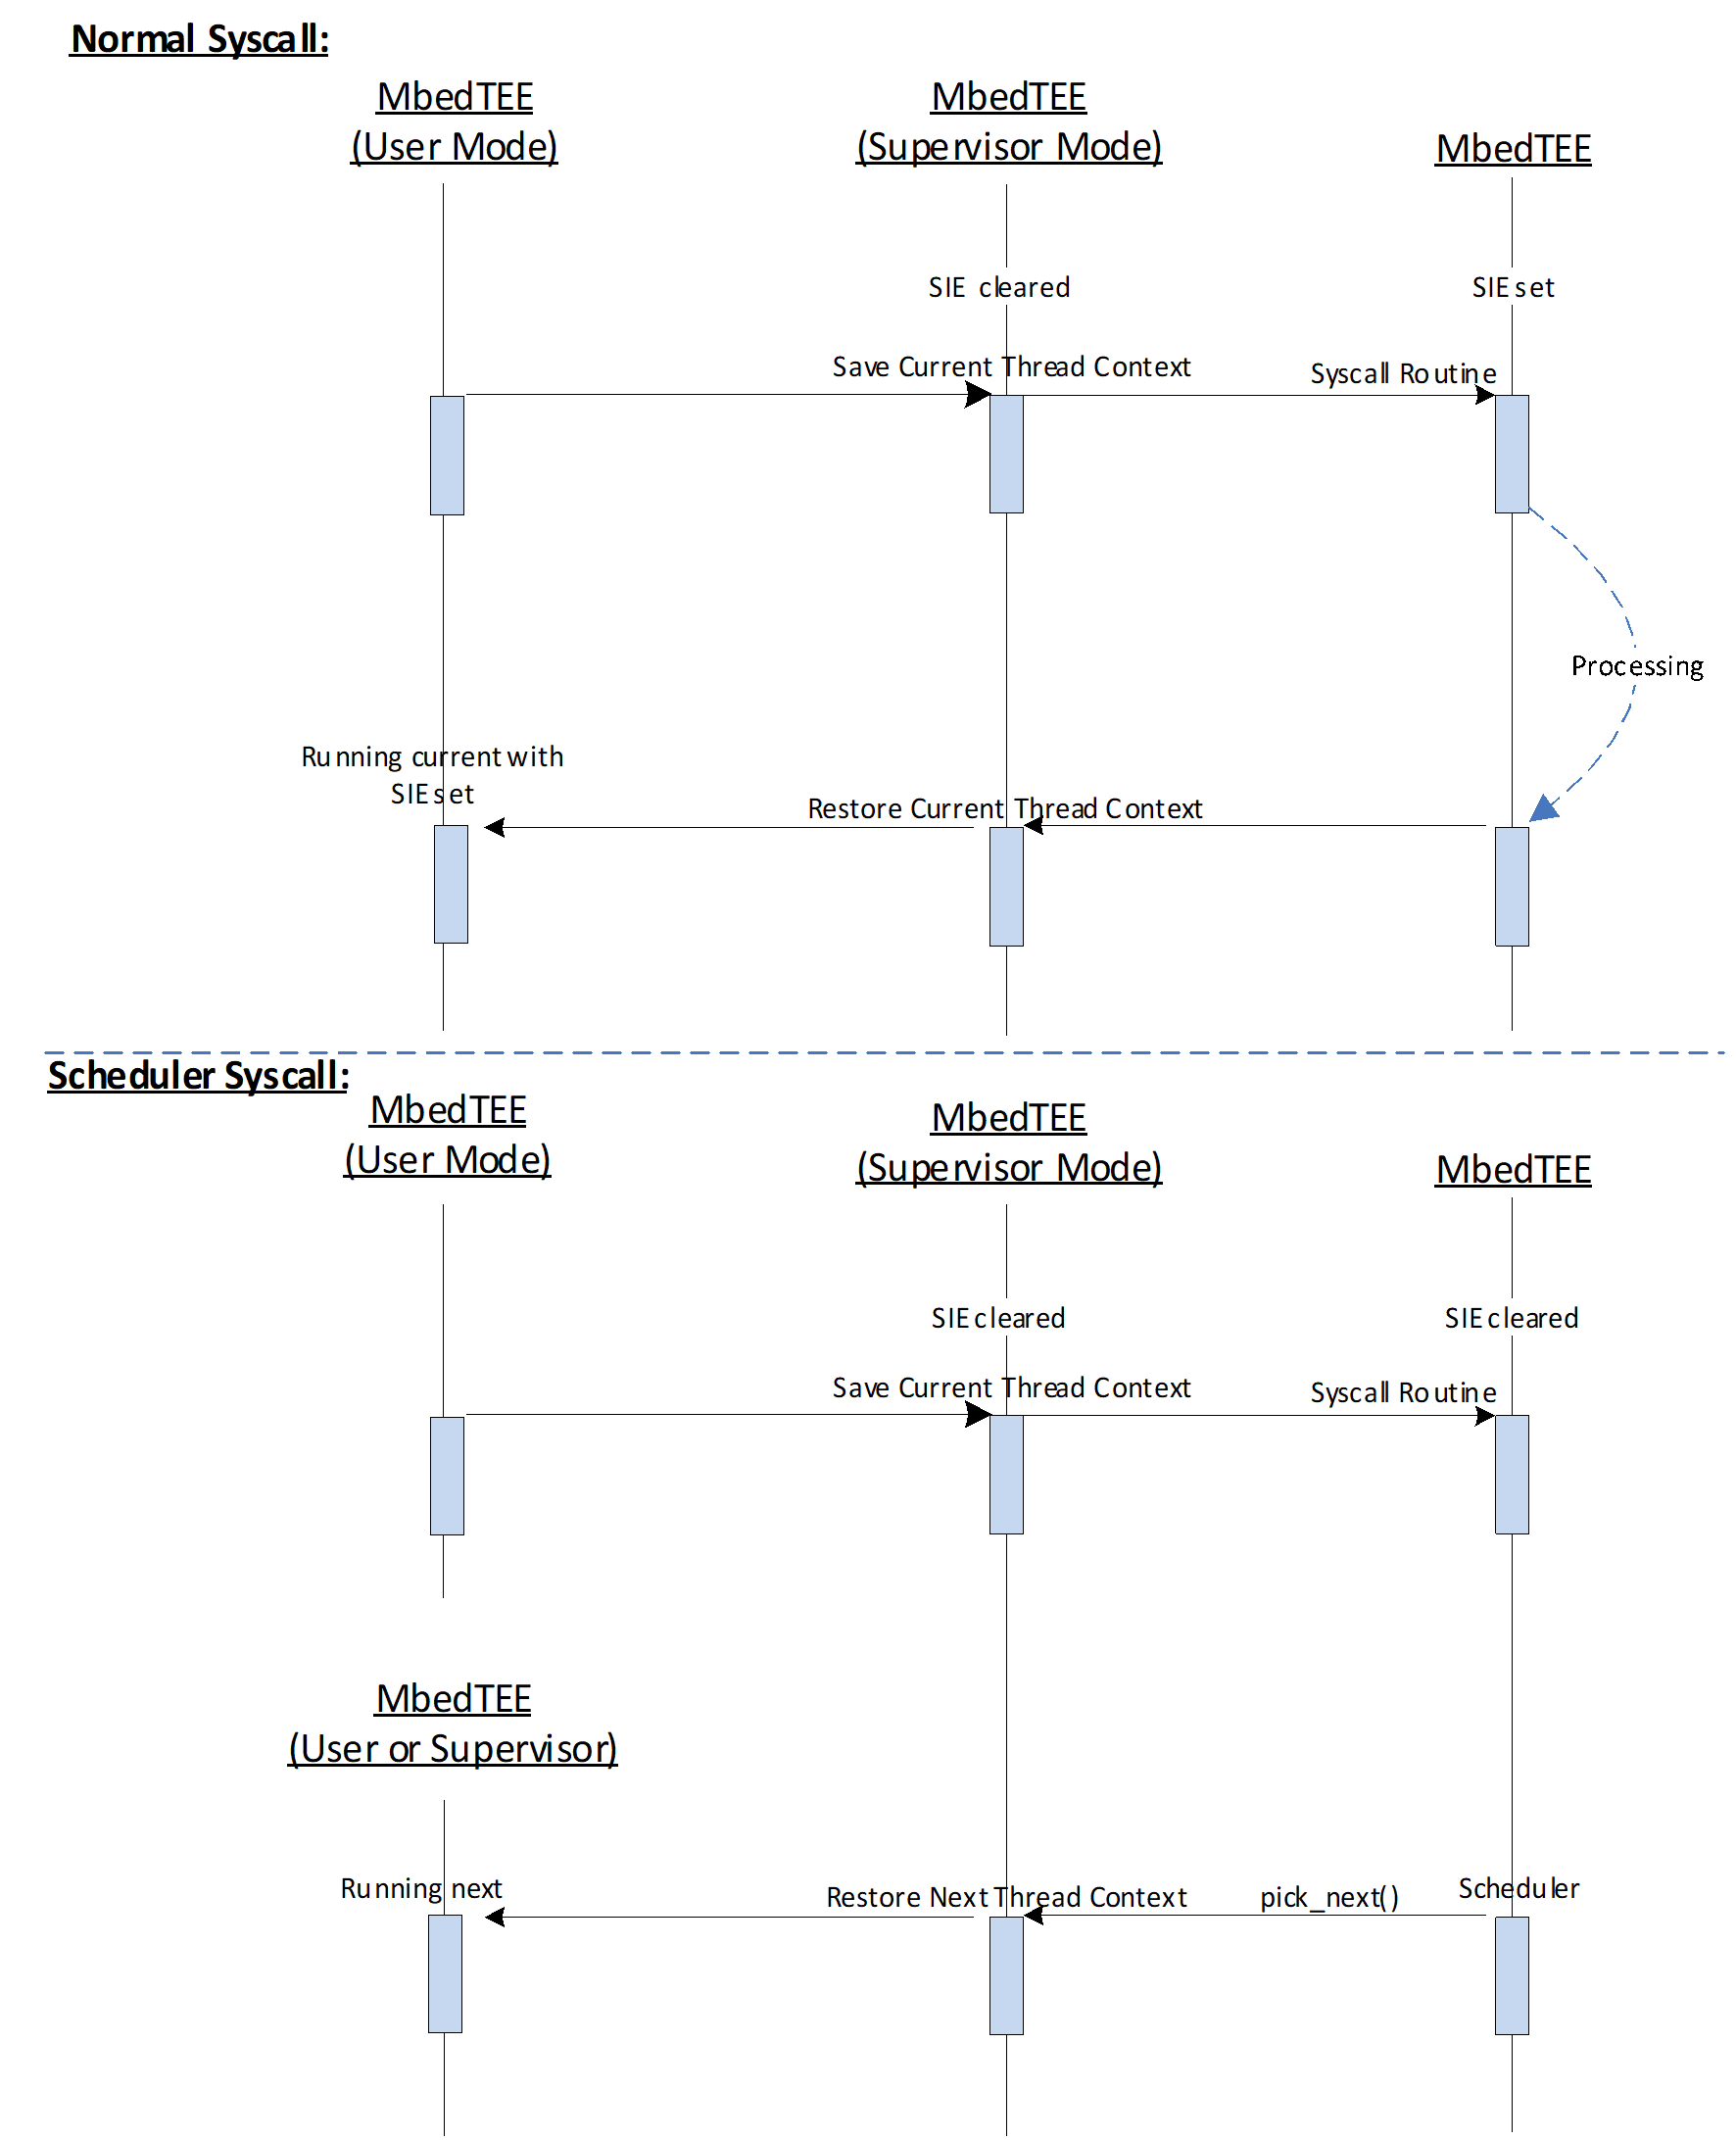 Normal Syscall:
MbedTEE
(User Mode)
MbedTEE
(Supervisor Mode)
MbedTEE
SIE cleared
SIE set
Save Current Thread Context
Syscall Routine
Processing
Running current with
SIE set
Restore Current Thread Context
Scheduler Syscall:
MbedTEE
(User Mode)
MbedTEE
(Supervisor Mode)
MbedTEE
SIE cleared
SIE cleared
Save Current Thread Context
Syscall Routine
MbedTEE
(User or Supervisor)
Running next
Restore Next Thread Context
pick_next()
Scheduler